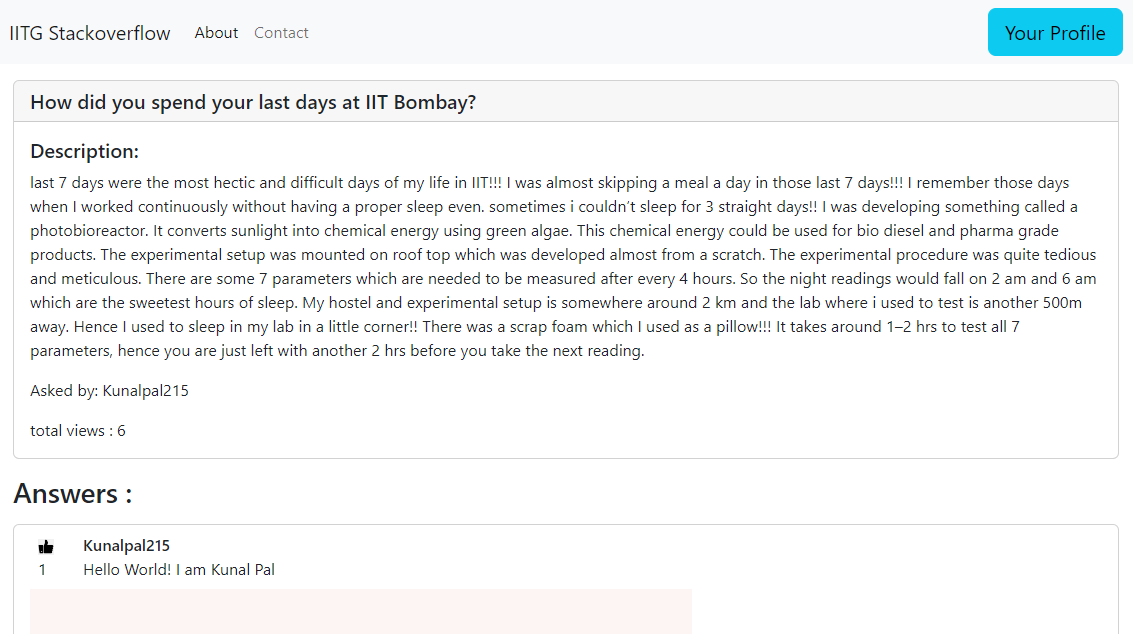 IITG Stackoverflow About Contact Your Profile
How did you spend your last days at IIT Bombay?
Description:
last 7 days were the most hectic and difficult days of my life in IIT!!! I was almost skipping a meal a day in those last 7 days!!! I remember those days
when I worked continuously without having a proper sleep even. sometimes i couldn’t sleep for 3 straight days!! I was developing something called a
photobioreactor. It converts sunlight into chemical energy using green algae. This chemical energy could be used for bio diesel and pharma grade
products. The experimental setup was mounted on roof top which was developed almost from a scratch. The experimental procedure was quite tedious
and meticulous. There are some 7 parameters which are needed to be measured after every 4 hours. So the night readings would fall on 2 am and 6 am
which are the sweetest hours of sleep. My hostel and experimental setup is somewhere around 2 km and the lab where i used to test is another 500m
away. Hence I used to sleep in my lab in a little corner!! There was a scrap foam which I used as a pillow!!! It takes around 1–2 hrs to test all 7
parameters, hence you are just left with another 2 hrs before you take the next reading.
Asked by: Kunalpal215
total views : 6
Answers :
Kunalpal215
1 Hello World! I am Kunal Pal